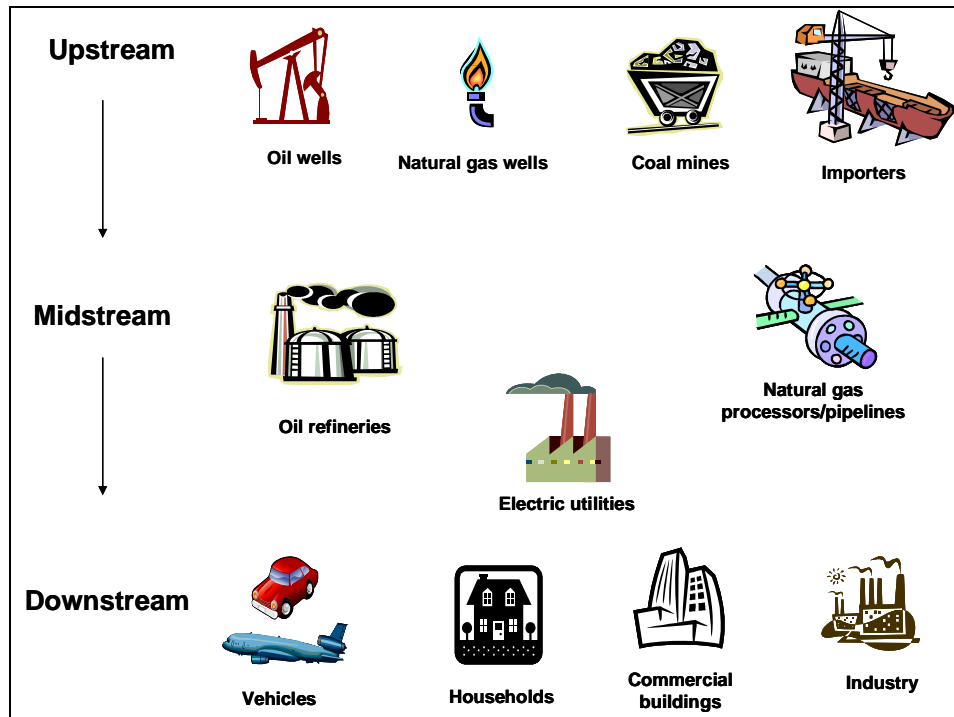 Upstream
Oil wells
Natural gas wells
Coal mines
Importers
Midstream
Oil refineries
Natural gas
processors/pipelines
Electric utilities
Downstream
Vehicles
Households
Commercial
buildings
Industry